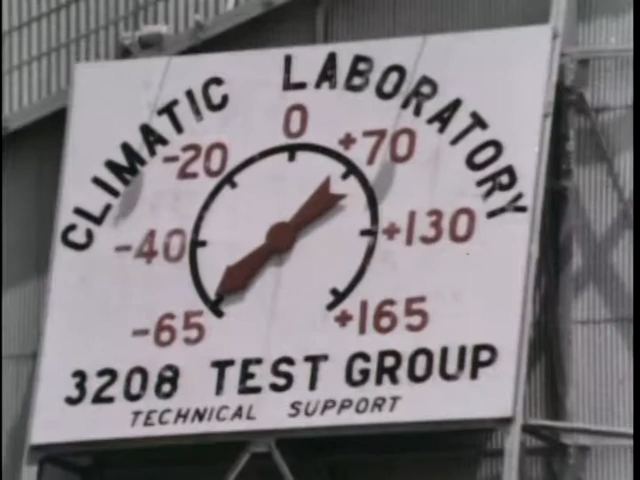 CLIMATIC LABORATORY
0
-20 +70
-40 +130
-65 +165
3208 TEST GROUP
TECHNICAL SUPPORT